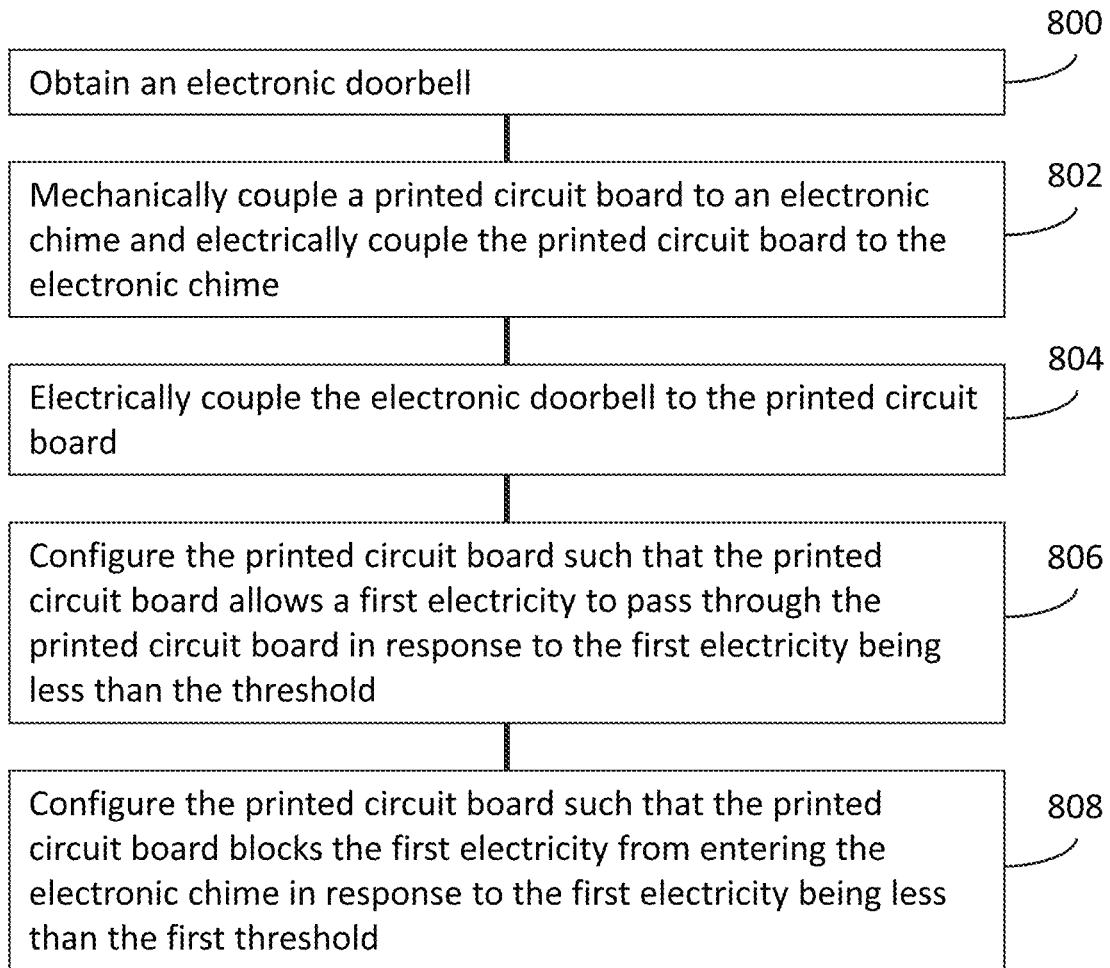 800
Obtain an electronic doorbell
802
Mechanically couple a printed circuit board to an electronic
chime and electrically couple the printed circuit board to the
electronic chime
804
Electrically couple the electronic doorbell to the printed circuit
board
806
Configure the printed circuit board such that the printed
circuit board allows a first electricity to pass through the
printed circuit board in response to the first electricity being
less than the threshold
808
Configure the printed circuit board such that the printed
circuit board blocks the first electricity from entering the
electronic chime in response to the first electricity being less
than the first threshold